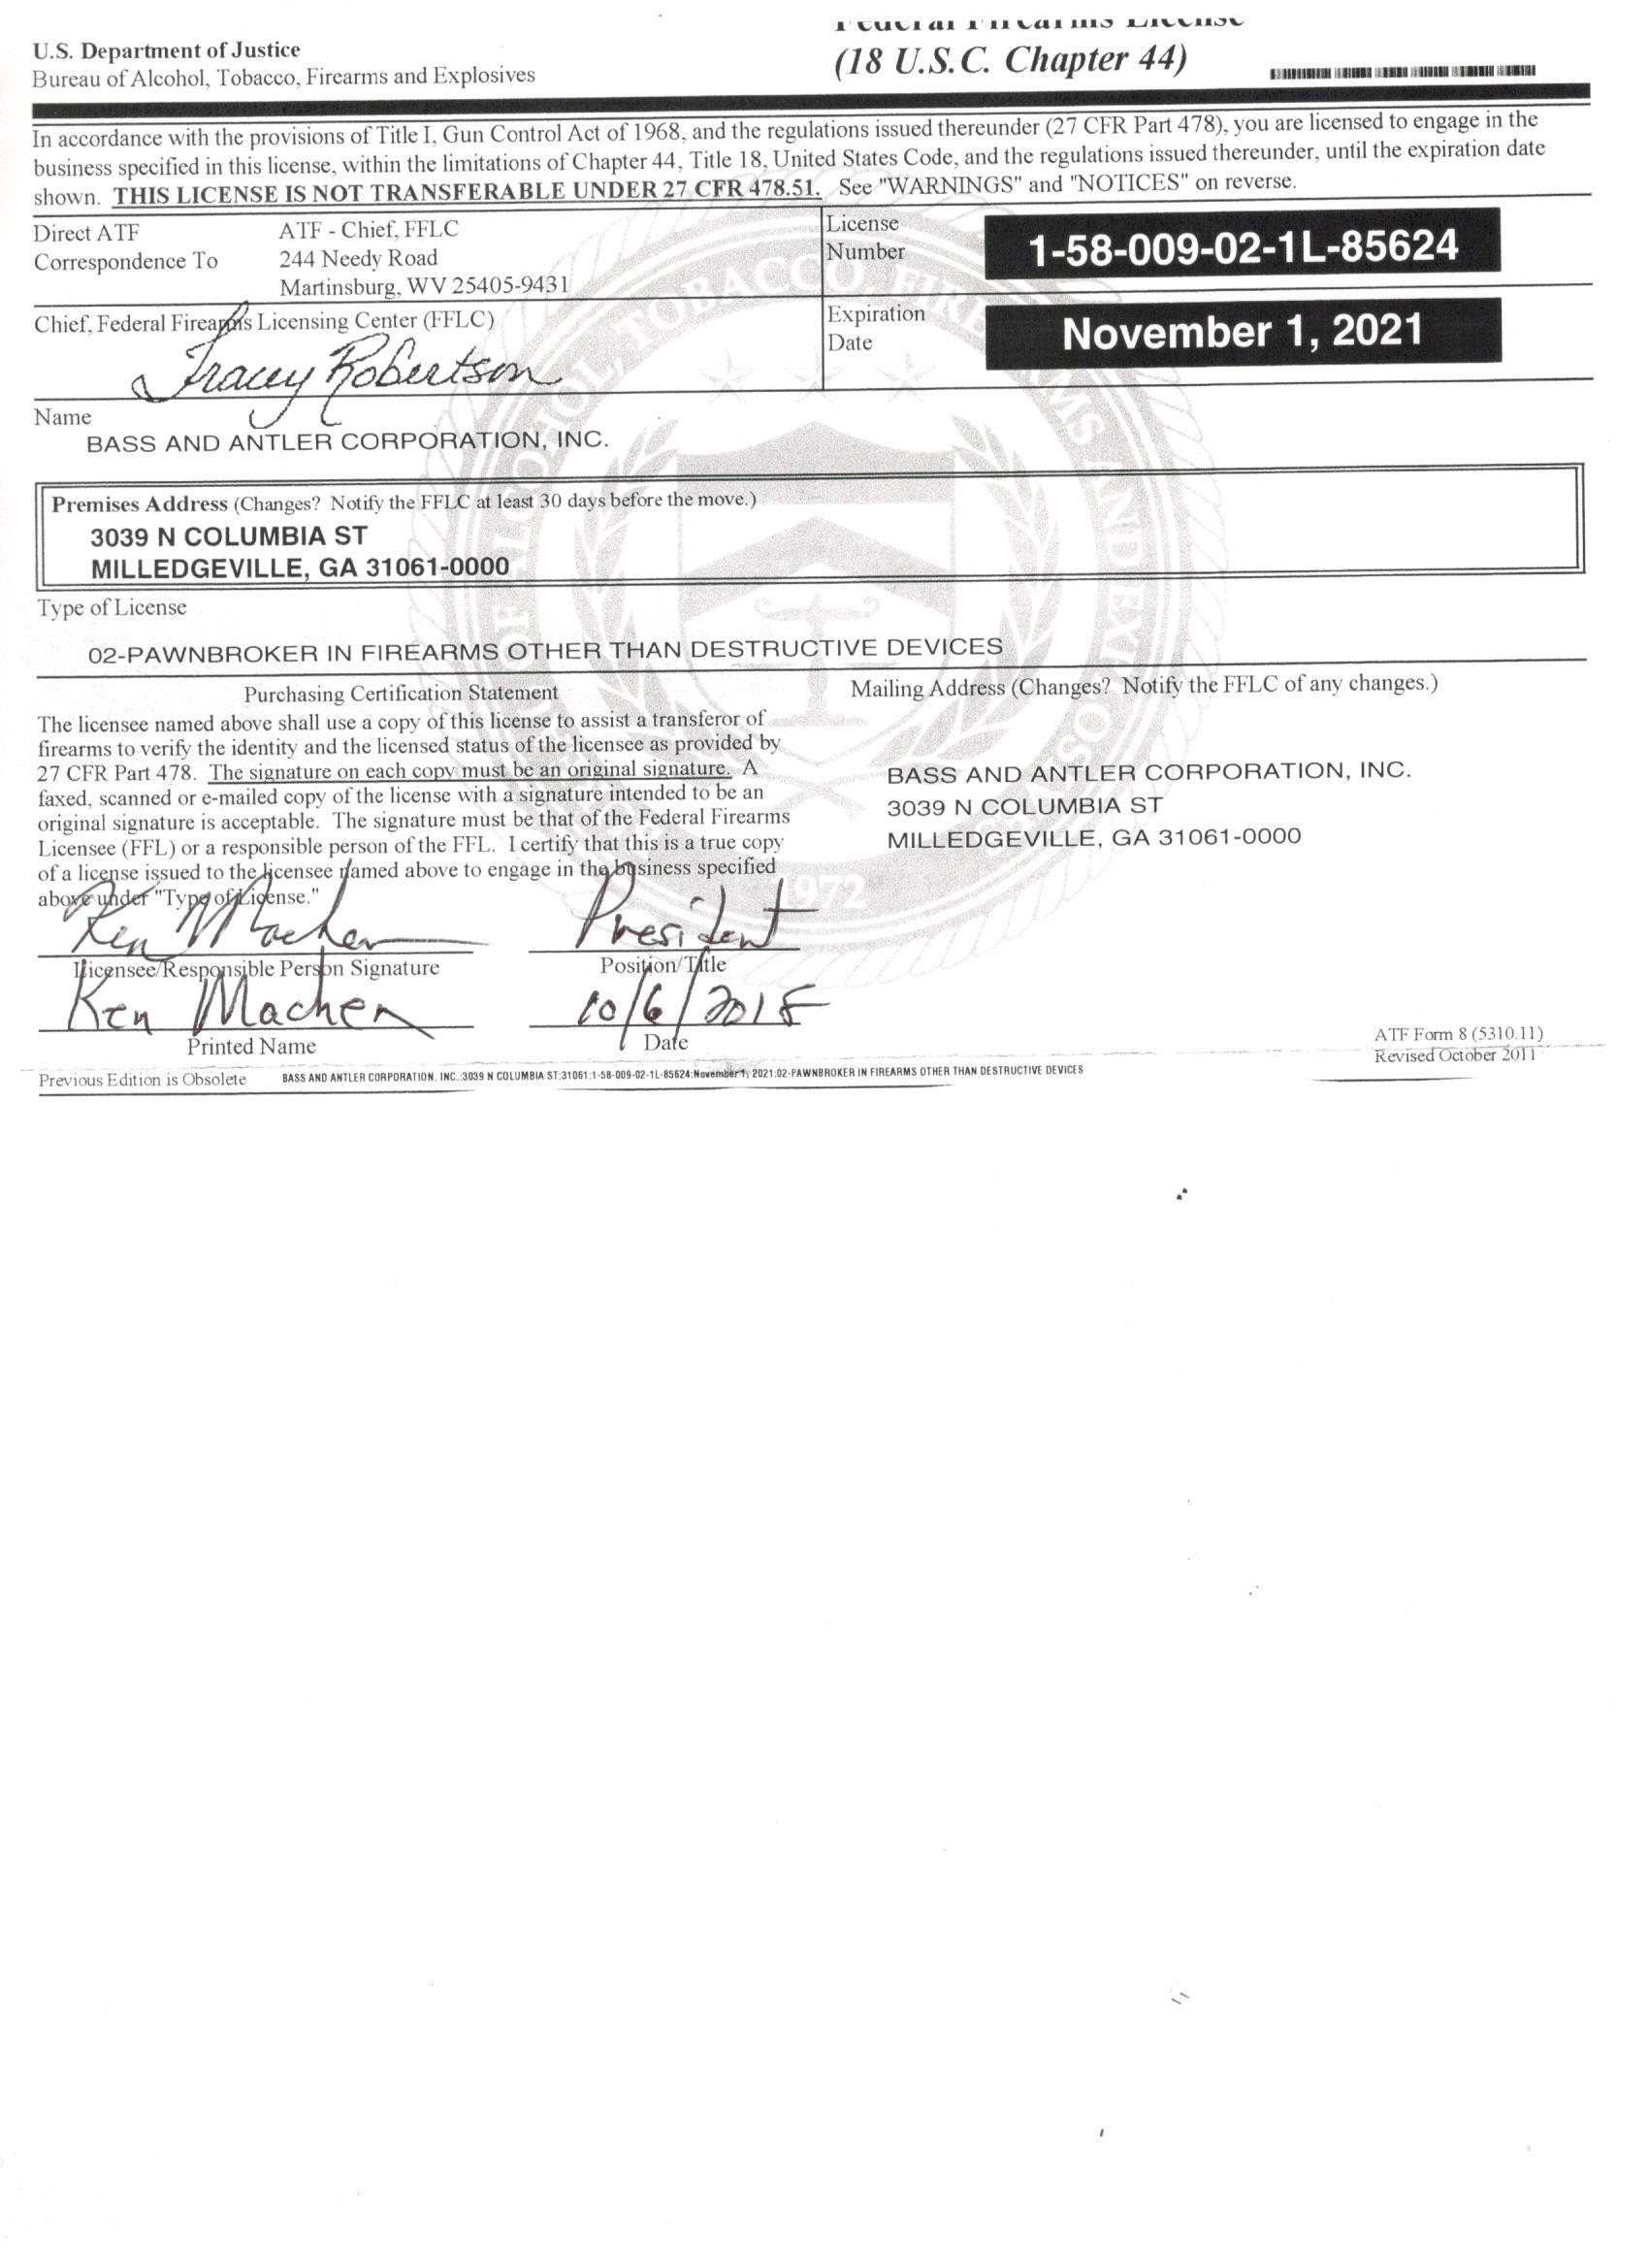 Federal Firearms License
U.S. Department of Justice
(18 U.S.C. Chapter 44)
Bureau of Alcohol, Tobacco, Firearms and Explosives
In accordance with the provisions of Title I, Gun Control Act of 1968, and the regulations issued thereunder (27 CFR Part 478), you are licensed to engage in the
business specified in this license, within the limitations of Chapter 44, Title 18, United States Code, and the regulations issued thereunder, until the expiration date
shown. THIS LICENSE IS NOT TRANSFERABLE UNDER 27 CFR 478.51. See "WARNINGS" and "NOTICES" on reverse.
Direct ATF
Correspondence To
ATF - Chief, FFLC
244 Needy Road
Martinsburg, WV 25405-9431
License
Number
1-58-009-02-1L-85624
Chief, Federal Firearms Licensing Center (FFLC)
Tracey Robertson
Expiration
Date
November 1, 2021
Name
BASS AND ANTLER CORPORATION, INC.
Premises Address (Changes? Notify the FFLC at least 30 days before the move.)
3039 N COLUMBIA ST
MILLEDGEVILLE, GA 31061-0000
Type of License
02-PAWNBROKER IN FIREARMS OTHER THAN DESTRUCTIVE DEVICES
Purchasing Certification Statement
The licensee named above shall use a copy of this license to assist a transferor of
firearms to verify the identity and the licensed status of the licensee as provided by
27 CFR Part 478. The signature on each copy must be an original signature. A
faxed, scanned or e-mailed copy of the license with a signature intended to be an
original signature is acceptable. The signature must be that of the Federal Firearms
Licensee (FFL) or a responsible person of the FFL. I certify that this is a true copy
of a license issued to the licensee named above to engage in the business specified
above under "Type of License."
Mailing Address (Changes? Notify the FFLC of any changes.)
BASS AND ANTLER CORPORATION, INC.
3039 N COLUMBIA ST
MILLEDGEVILLE, GA 31061-0000
1972
Ken Machen
President
Licensee/Responsible Person Signature
Position/Title
Ken Machen
10/6/2018
Printed Name
Date
ATF Form 8 (5310.11)
Revised October 2011
Previous Edition is Obsolete
BASS AND ANTLER CORPORATION, INC.:3039 N COLUMBIA ST:31061:1-58-009-02-1L-85624:November 1, 2021:02-PAWNBROKER IN FIREARMS OTHER THAN DESTRUCTIVE DEVICES